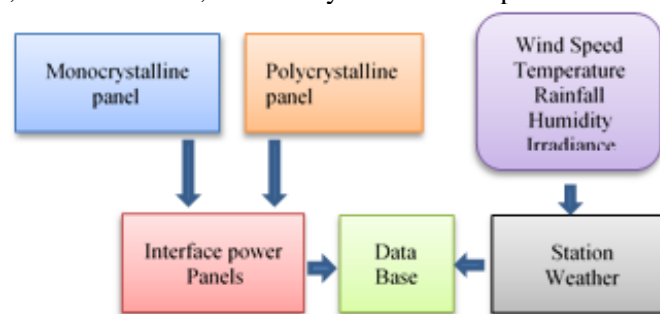 Monocrystalline
panel
Polycrystalline
panel
Wind Speed
Temperature
Rainfall
Humidity
Irradiance
Interface power
Panels
Data
Base
Station
Weather